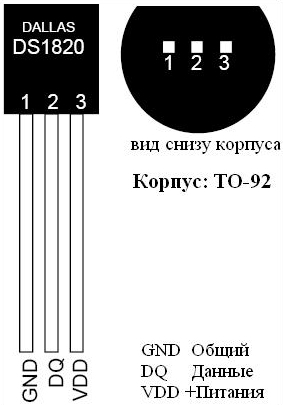 DALLAS
DS1820
1 2 3
GND
DQ
VDD
1 2 3
вид снизу корпуса
Корпус: ТО-92
GND Общий
DQ Данные
VDD +Питания